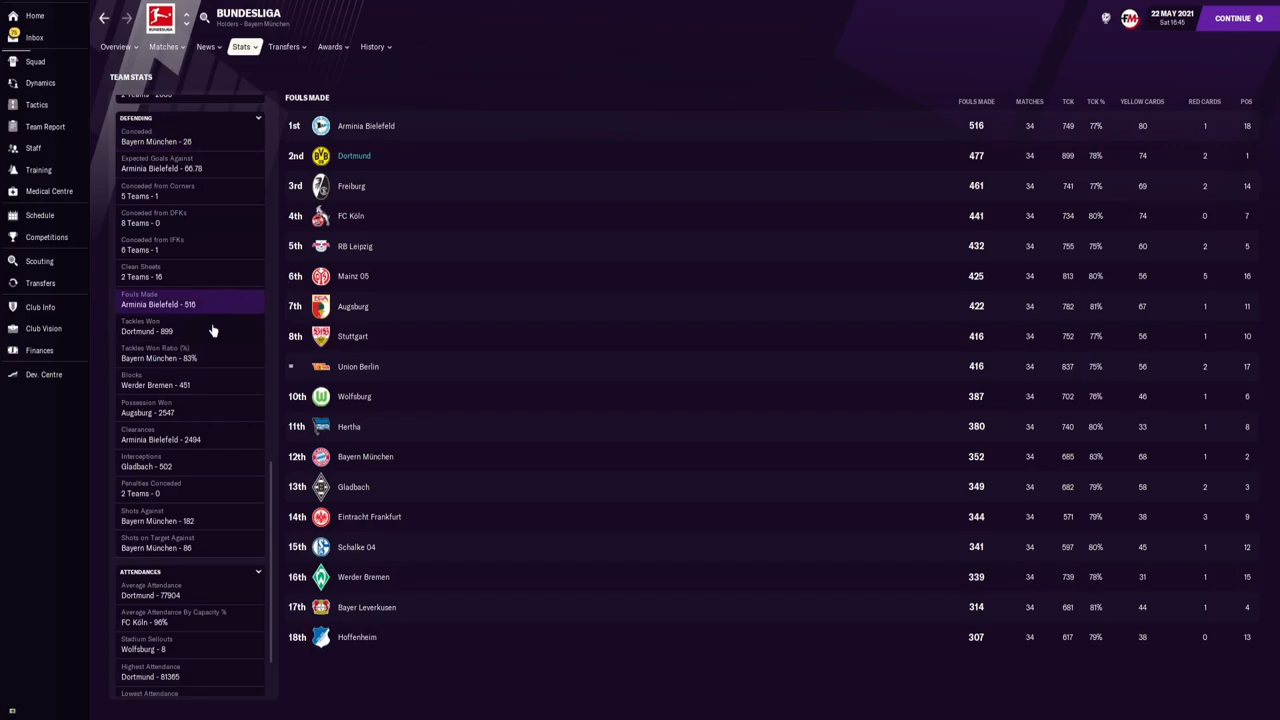 Home
Inbox
75
Squad
Dynamics
Tactics
Team Report
Staff
Training
Medical Centre
Schedule
Competitions
Scouting
Transfers
Club Info
Club Vision
Finances
Dev. Centre
BUNDESLIGA
Holders - Bayern München
FM
22 MAY 2021
Sat 16:45
CONTINUE
Overview
Matches
News
Stats
Transfers
Awards
History
TEAM STATS
DEFENDING
Conceded
Bayern München - 26
Expected Goals Against
Arminia Bielefeld - 66.78
Conceded from Corners
5 Teams - 1
Conceded from DFKs
8 Teams - 0
Conceded from IFKs
6 Teams - 1
Clean Sheets
2 Teams - 16
Fouls Made
Arminia Bielefeld - 516
Tackles Won
Dortmund - 899
Tackles Won Ratio (%)
Bayern München - 83%
Blocks
Werder Bremen - 451
Possession Won
Augsburg - 2547
Clearances
Arminia Bielefeld - 2494
Interceptions
Gladbach - 502
Penalties Conceded
2 Teams - 0
Shots Against
Bayern München - 182
Shots on Target Against
Bayern München - 86
ATTENDANCES
Average Attendance
Dortmund - 77904
Average Attendance By Capacity %
FC Köln - 96%
Stadium Sellouts
Wolfsburg - 8
Highest Attendance
Dortmund - 81365
Lowest Attendance
FOULS MADE
FOULS MADE MATCHES TCK TCK % YELLOW CARDS RED CARDS POS
1st Arminia Bielefeld 516 34 749 77% 80 1 18
2nd Dortmund 477 34 899 78% 74 2 1
3rd Freiburg 461 34 741 77% 69 2 14
4th FC Köln 441 34 734 80% 74 0 7
5th RB Leipzig 432 34 755 75% 60 2 5
6th Mainz 05 425 34 813 80% 56 5 16
7th Augsburg 422 34 782 81% 67 1 11
8th Stuttgart 416 34 752 77% 56 1 10
= Union Berlin 416 34 837 75% 56 2 17
10th Wolfsburg 387 34 702 76% 46 1 6
11th Hertha 380 34 740 80% 33 1 8
12th Bayern München 352 34 685 83% 68 1 2
13th Gladbach 349 34 682 79% 58 2 3
14th Eintracht Frankfurt 344 34 571 79% 38 3 9
15th Schalke 04 341 34 597 80% 45 1 12
16th Werder Bremen 339 34 739 78% 31 1 15
17th Bayer Leverkusen 314 34 681 81% 44 1 4
18th Hoffenheim 307 34 617 79% 38 0 13